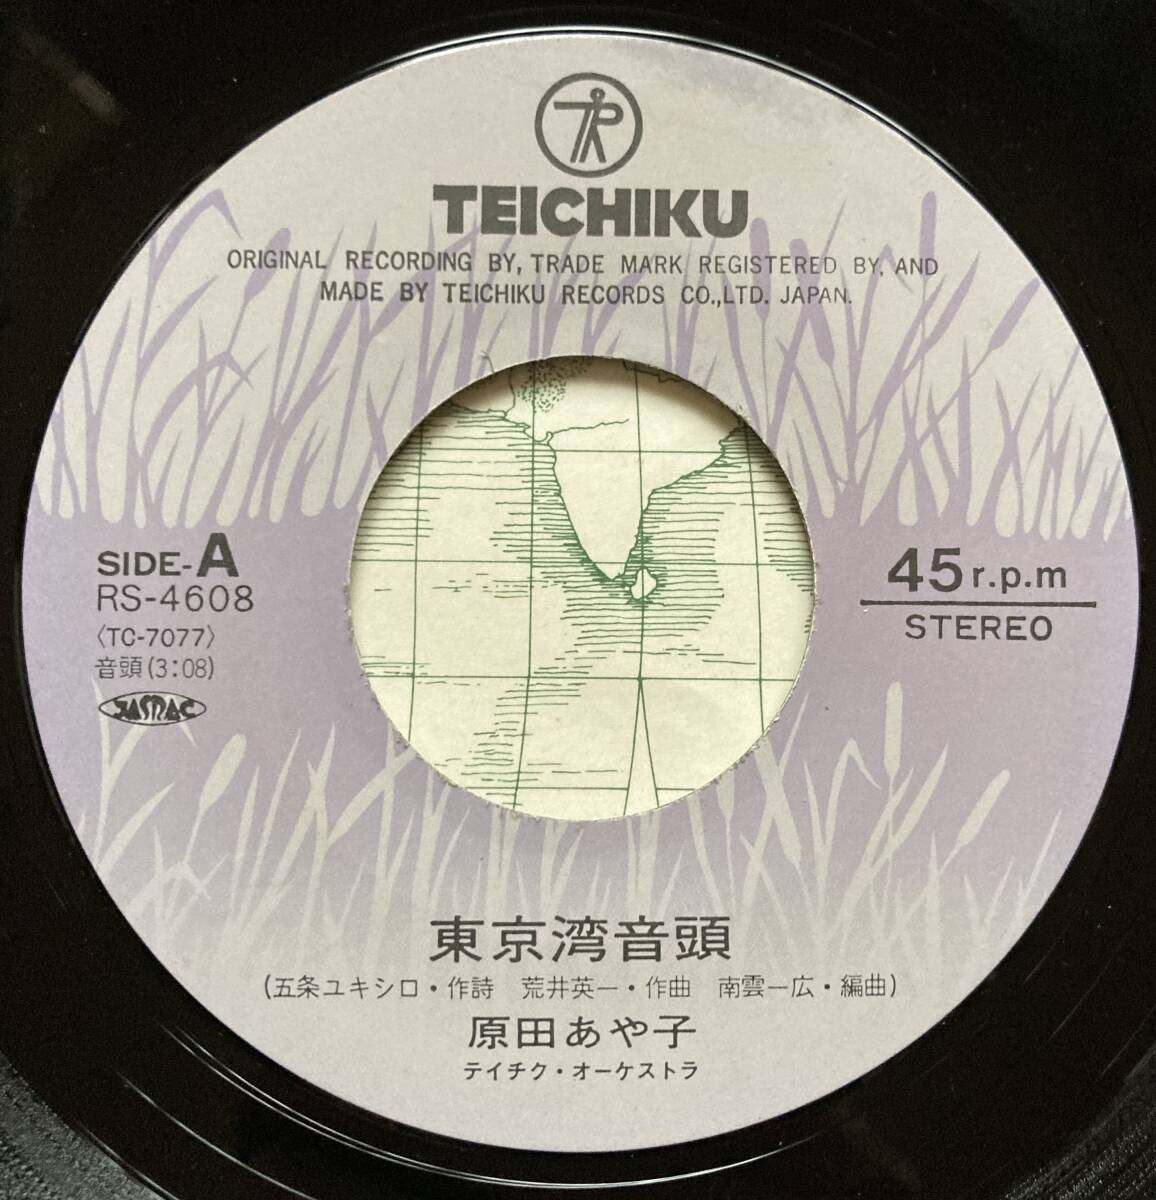 TEICHIKU
ORIGINAL RECORDING BY, TRADE MARK REGISTERED BY, AND
MADE BY TEICHIKU RECORDS CO.,LTD. JAPAN.
SIDE-A
RS-4608
〈TC-7077〉
音頭(3:08)
JASRAC
45 r.p.m
STEREO
東京湾音頭
(五条ユキシロ・作詩 荒井英一・作曲 南雲一広・編曲)
原田あや子
テイチク・オーケストラ